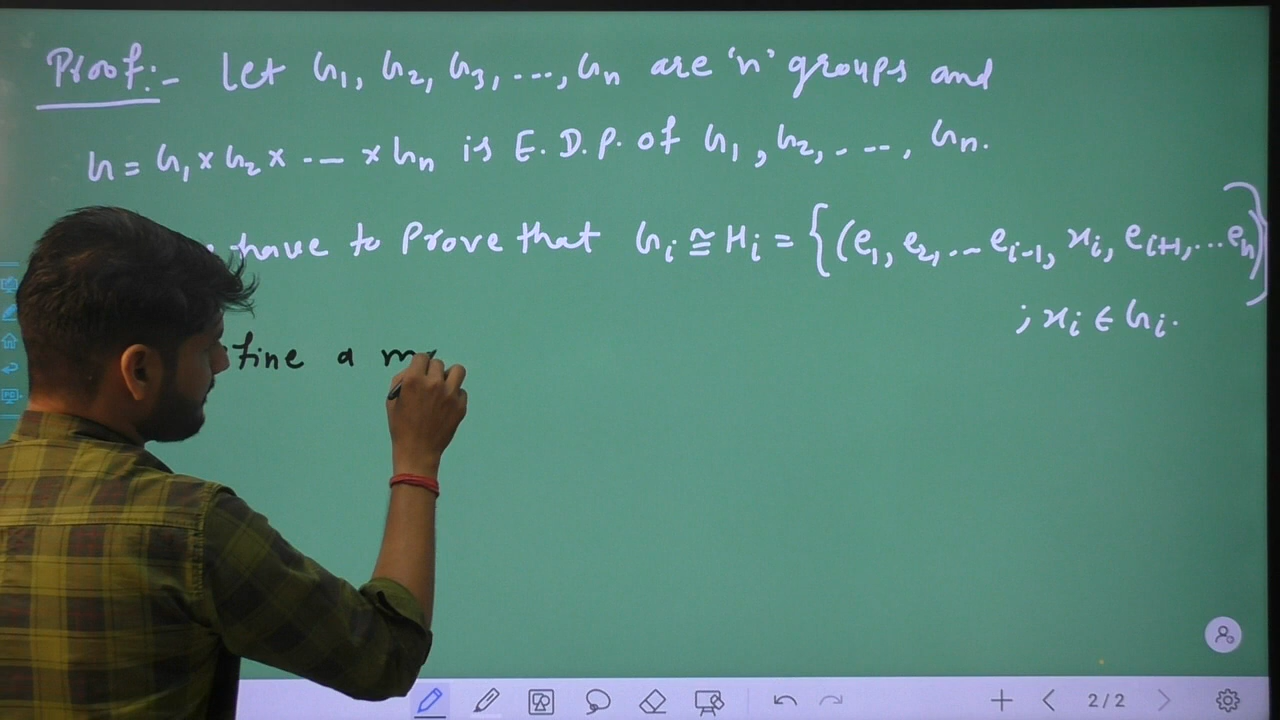 Proof:- Let G₁, G₂, G₃, ..., Gₙ are 'n' groups and
G = G₁ × G₂ × --- × Gₙ is E.D.P. of G₁, G₂, ..., Gₙ.
have to Prove that Gᵢ ≅ Hᵢ = {(e₁, e₂, ... eᵢ₋₁, xᵢ, eᵢ₊₁, ... eₙ)}
; xᵢ ∈ Gᵢ.
fine a m
2/2